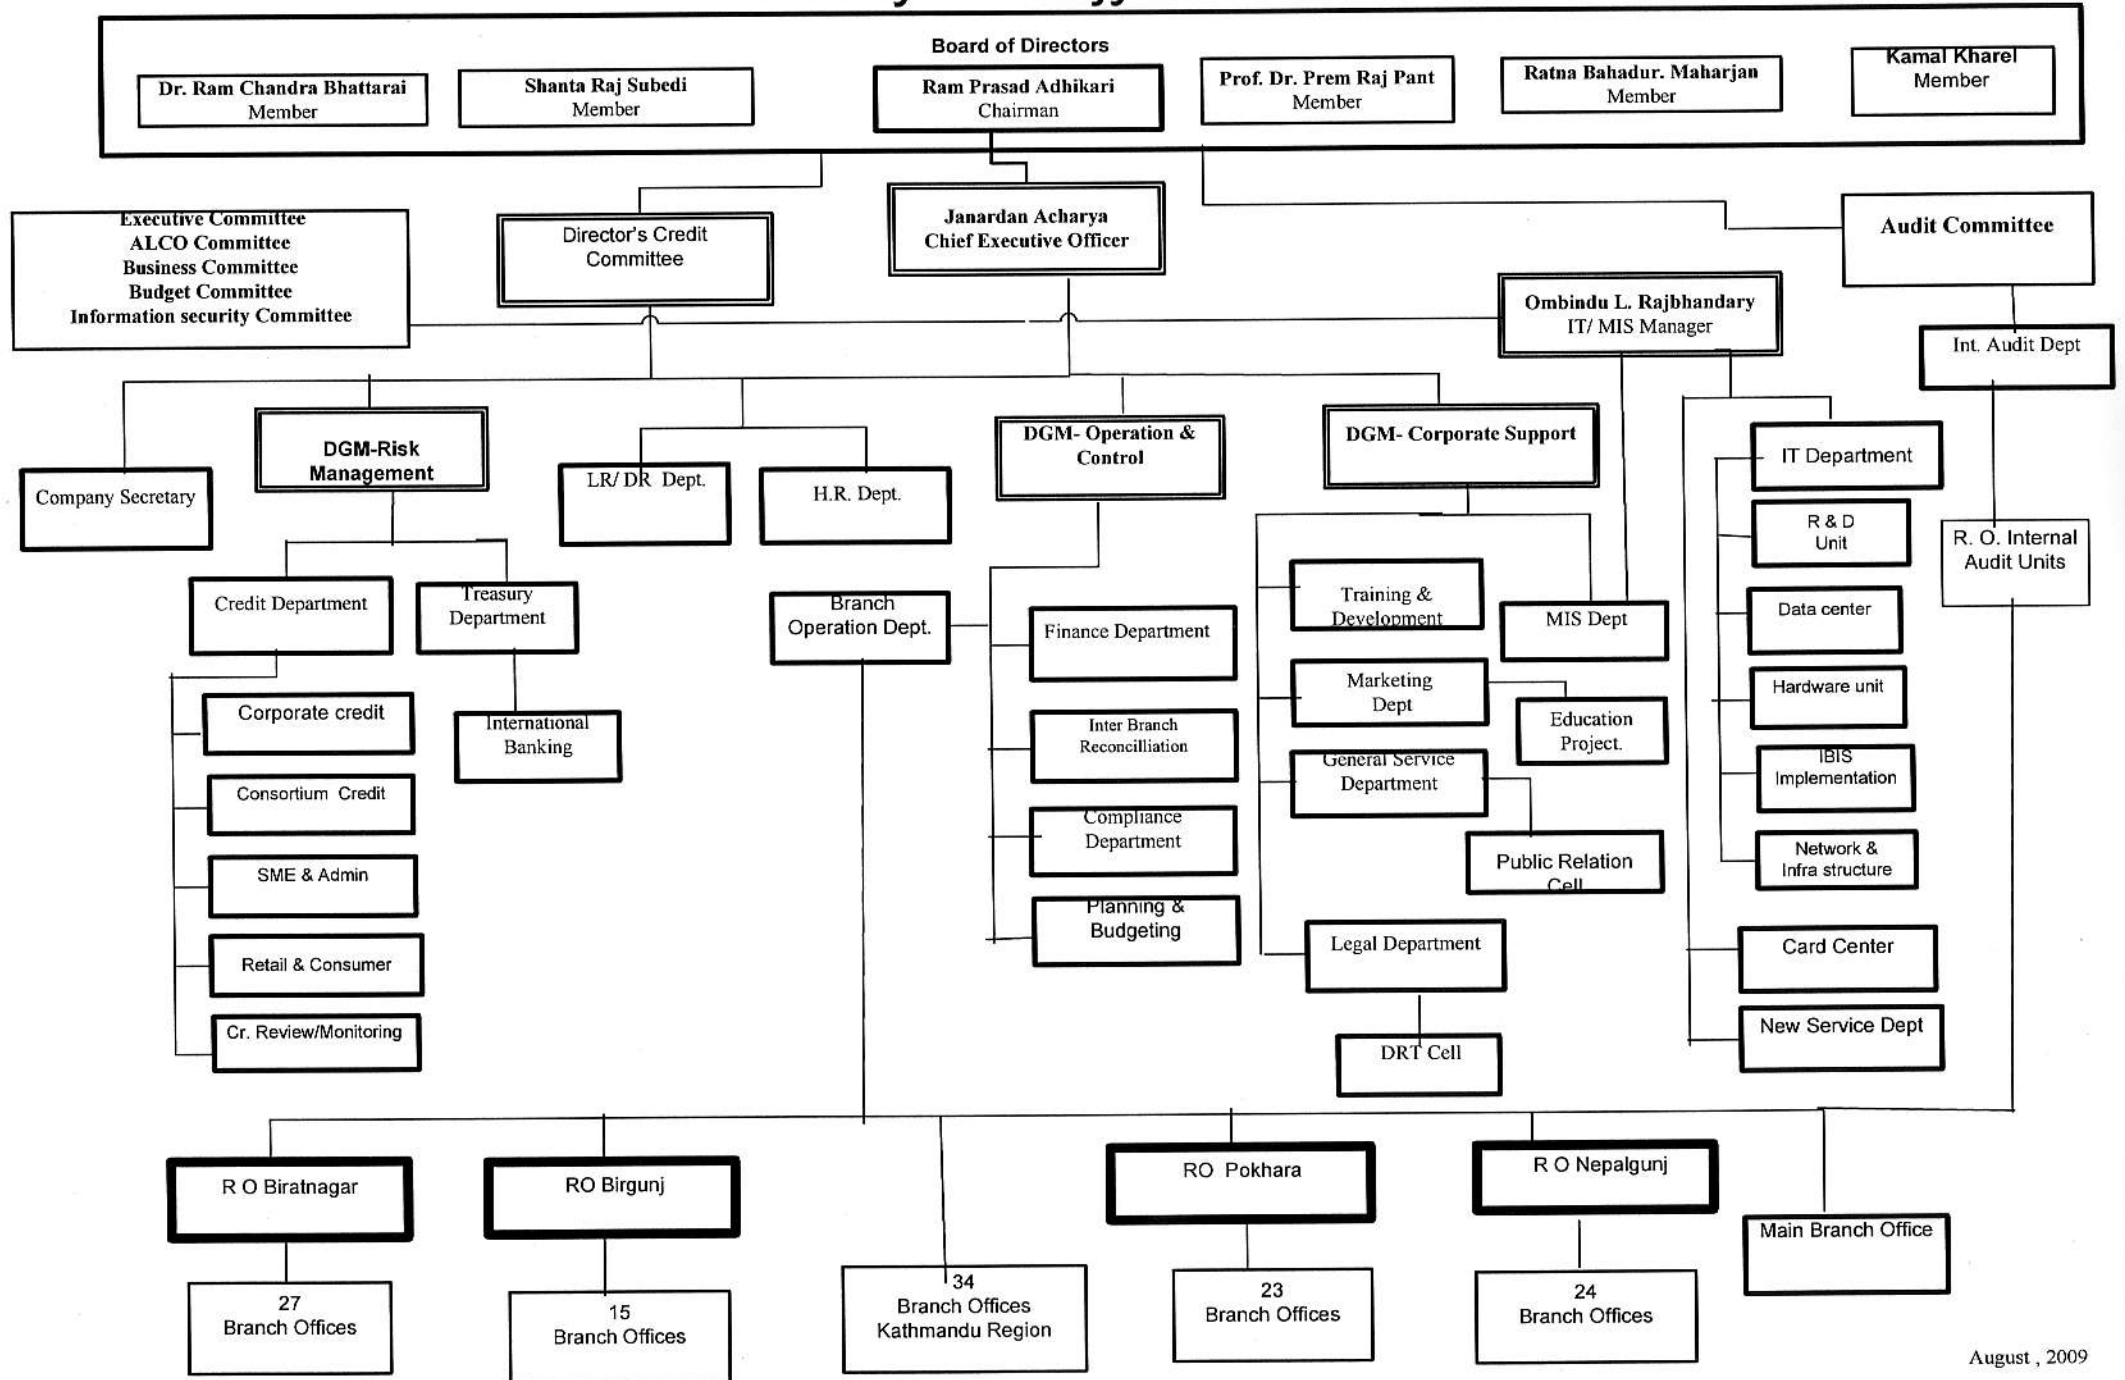 Board of Directors
Dr. Ram Chandra Bhattarai
Member
Shanta Raj Subedi
Member
Ram Prasad Adhikari
Chairman
Prof. Dr. Prem Raj Pant
Member
Ratna Bahadur. Maharjan
Member
Kamal Kharel
Member
Executive Committee
ALCO Committee
Business Committee
Budget Committee
Information security Committee
Director's Credit
Committee
Janardan Acharya
Chief Executive Officer
Audit Committee
Ombindu L. Rajbhandary
IT/ MIS Manager
Int. Audit Dept
Company Secretary
DGM-Risk
Management
LR/ DR Dept.
H.R. Dept.
DGM- Operation &
Control
DGM- Corporate Support
IT Department
R & D
Unit
R. O. Internal
Audit Units
Credit Department
Treasury
Department
Branch
Operation Dept.
Finance Department
Training &
Development
MIS Dept
Data center
Corporate credit
International
Banking
Inter Branch
Reconcilliation
Marketing
Dept
Education
Project.
Hardware unit
Consortium Credit
Compliance
Department
General Service
Department
IBIS
Implementation
SME & Admin
Planning &
Budgeting
Public Relation
Cell
Network &
Infra structure
Retail & Consumer
Legal Department
Card Center
Cr. Review/Monitoring
DRT Cell
New Service Dept
R O Biratnagar
RO Birgunj
RO Pokhara
R O Nepalgunj
Main Branch Office
27
Branch Offices
15
Branch Offices
34
Branch Offices
Kathmandu Region
23
Branch Offices
24
Branch Offices
August , 2009